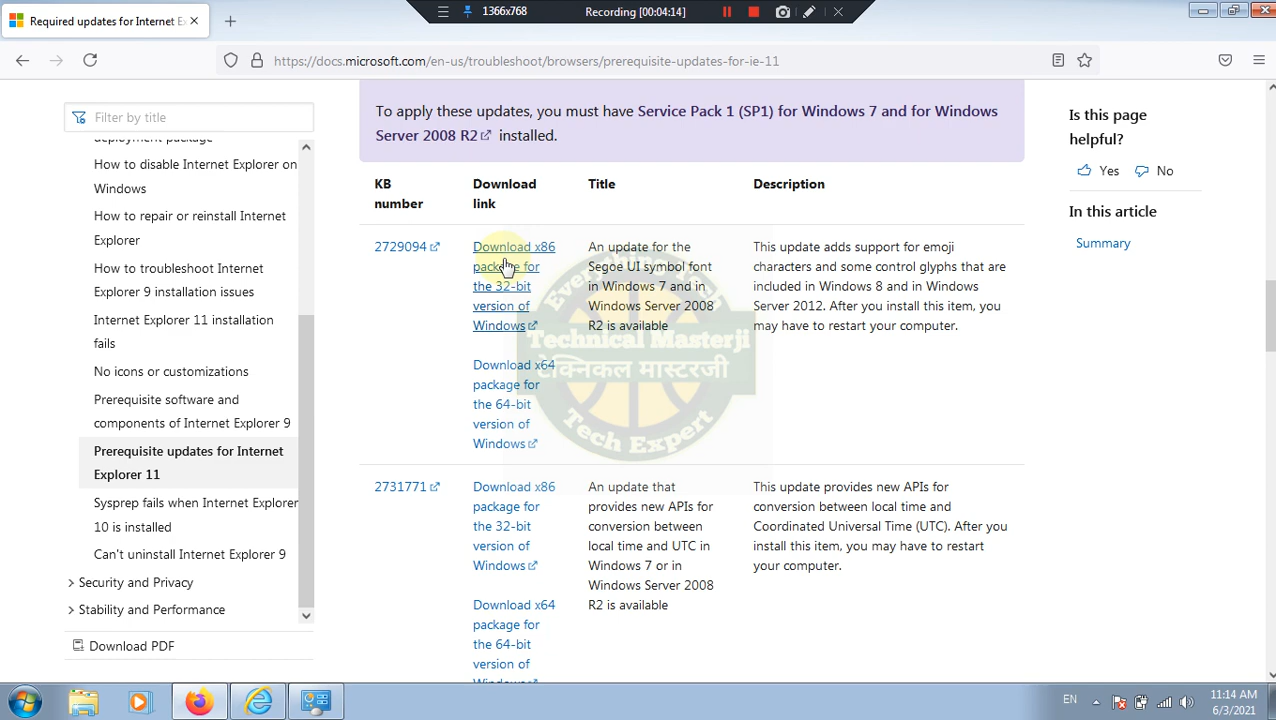 Required updates for Internet E
1366x768
Recording [00:04:14]
https://docs.microsoft.com/en-us/troubleshoot/browsers/prerequisite-updates-for-ie-11
Filter by title
deployment package
How to disable Internet Explorer on
Windows
How to repair or reinstall Internet
Explorer
How to troubleshoot Internet
Explorer 9 installation issues
Internet Explorer 11 installation
fails
No icons or customizations
Prerequisite software and
components of Internet Explorer 9
Prerequisite updates for Internet
Explorer 11
Sysprep fails when Internet Explorer
10 is installed
Can't uninstall Internet Explorer 9
Security and Privacy
Stability and Performance
Download PDF
To apply these updates, you must have Service Pack 1 (SP1) for Windows 7 and for Windows
Server 2008 R2 installed.
KB
number
Download
link
Title
Description
2729094
Download x86
package for
the 32-bit
version of
Windows
Download x64
package for
the 64-bit
version of
Windows
An update for the
Segoe UI symbol font
in Windows 7 and in
Windows Server 2008
R2 is available
This update adds support for emoji
characters and some control glyphs that are
included in Windows 8 and in Windows
Server 2012. After you install this item, you
may have to restart your computer.
2731771
Download x86
package for
the 32-bit
version of
Windows
Download x64
package for
the 64-bit
version of
Windows
An update that
provides new APIs for
conversion between
local time and UTC in
Windows 7 or in
Windows Server 2008
R2 is available
This update provides new APIs for
conversion between local time and
Coordinated Universal Time (UTC). After you
install this item, you may have to restart
your computer.
Everything Technical
Technical Masterji
टेक्निकल मास्टरजी
Tech Expert
Is this page
helpful?
Yes
No
In this article
Summary
EN
11:14 AM
6/3/2021